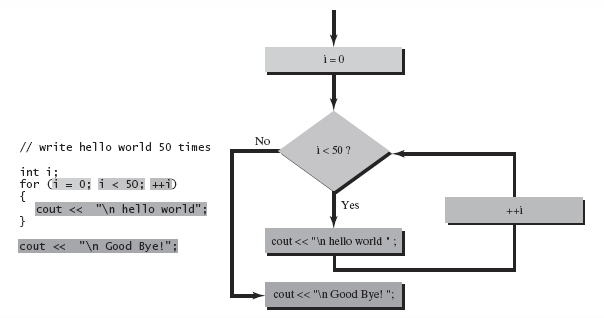 // write hello world 50 times
int i;
for (i = 0; i < 50; ++i)
{
cout << "\n hello world";
}
cout << "\n Good Bye!";
i = 0
i < 50 ?
No
Yes
++i
cout << "\n hello world " ;
cout << "\n Good Bye! ";